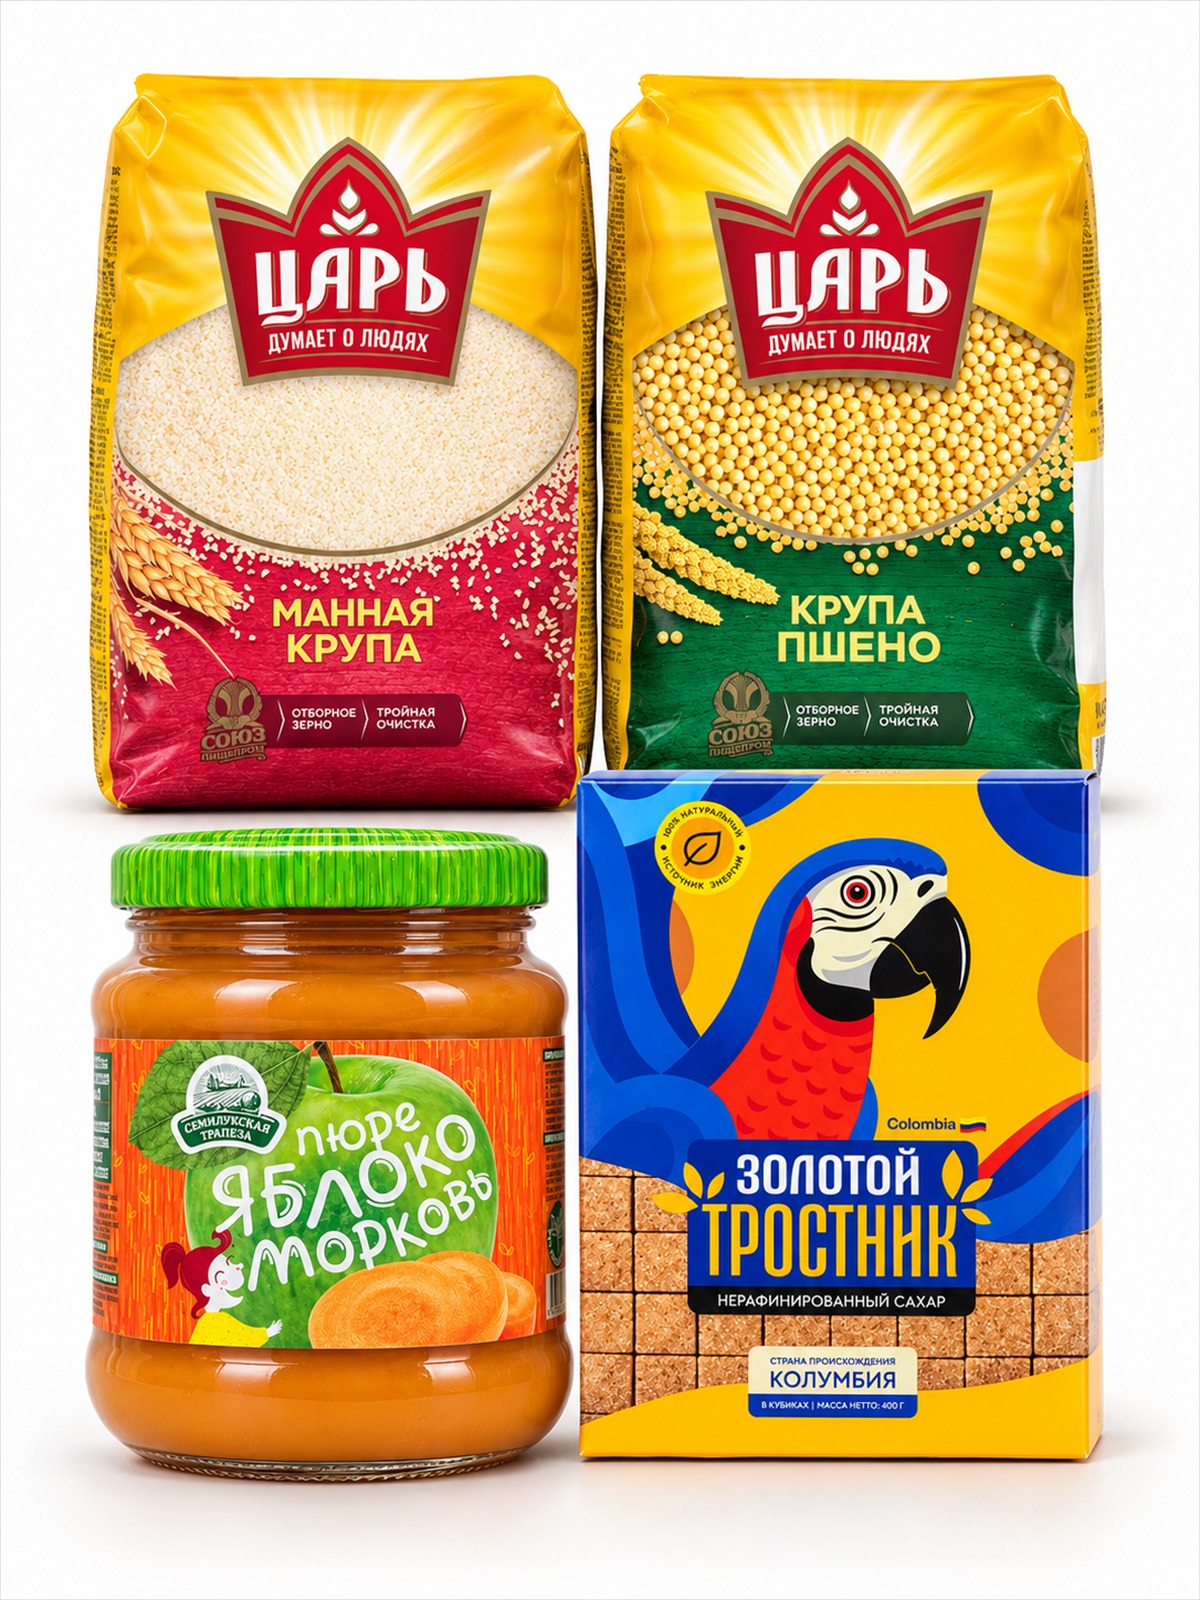 ЦАРЬ
ДУМАЕТ О ЛЮДЯХ
МАННАЯ
КРУПА
СОЮЗ
ПИЩЕПРОМ
ОТБОРНОЕ
ЗЕРНО
ТРОЙНАЯ
ОЧИСТКА
ЦАРЬ
ДУМАЕТ О ЛЮДЯХ
КРУПА
ПШЕНО
СОЮЗ
ПИЩЕПРОМ
ОТБОРНОЕ
ЗЕРНО
ТРОЙНАЯ
ОЧИСТКА
СЕМИЛУКСКАЯ
ТРАПЕЗА
ПЮРЕ
ЯБЛОКО
МОРКОВЬ
100% НАТУРАЛЬНЫЙ
ИСТОЧНИК ЭНЕРГИИ
Colombia
ЗОЛОТОЙ
ТРОСТНИК
НЕРАФИНИРОВАННЫЙ САХАР
СТРАНА ПРОИСХОЖДЕНИЯ
КОЛУМБИЯ
В КУБИКАХ | МАССА НЕТТО: 400 Г